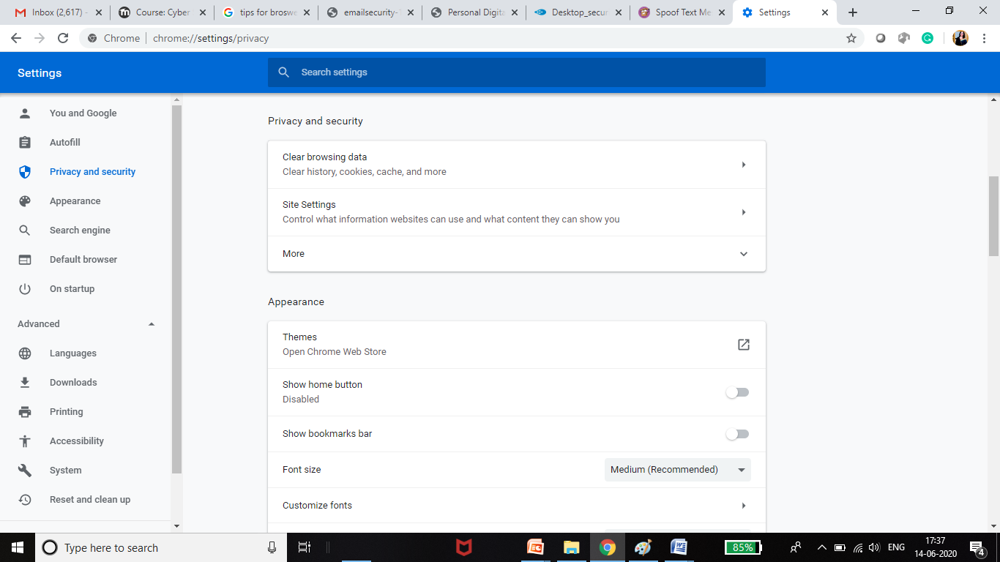 Inbox (2,617) -
Course: Cyber
tips for broswe
emailsecurity-
Personal Digita
Desktop_secur
Spoof Text Me
Settings
Chrome
chrome://settings/privacy
Settings
Search settings
You and Google
Autofill
Privacy and security
Appearance
Search engine
Default browser
On startup
Advanced
Languages
Downloads
Printing
Accessibility
System
Reset and clean up
Privacy and security
Clear browsing data
Clear history, cookies, cache, and more
Site Settings
Control what information websites can use and what content they can show you
More
Appearance
Themes
Open Chrome Web Store
Show home button
Disabled
Show bookmarks bar
Font size
Medium (Recommended)
Customize fonts
Type here to search
85%
ENG
17:37
14-06-2020
4